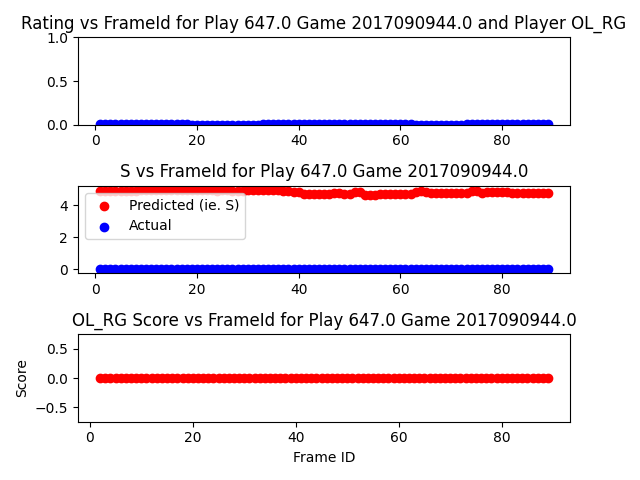 Rating vs FrameId for Play 647.0 Game 2017090944.0 and Player OL_RG
1.0
0.5
0.0
0 20 40 60 80
S vs FrameId for Play 647.0 Game 2017090944.0
4
2
0
Predicted (ie. S)
Actual
0 20 40 60 80
OL_RG Score vs FrameId for Play 647.0 Game 2017090944.0
Score
0.5
0.0
−0.5
0 20 40 60 80
Frame ID